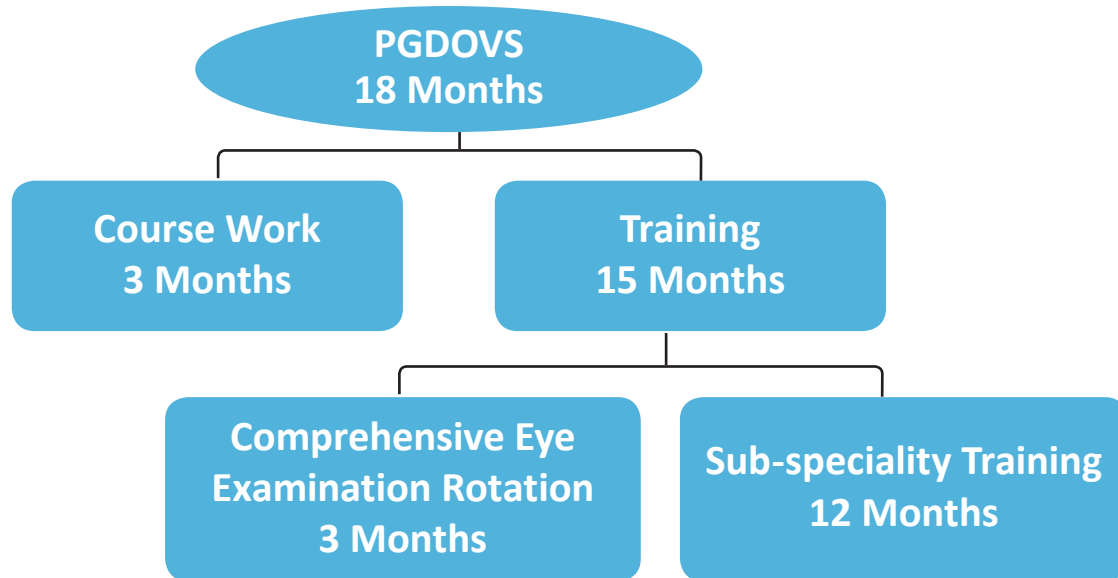 PGDOVS
18 Months
Course Work
3 Months
Training
15 Months
Comprehensive Eye
Examination Rotation
3 Months
Sub-speciality Training
12 Months